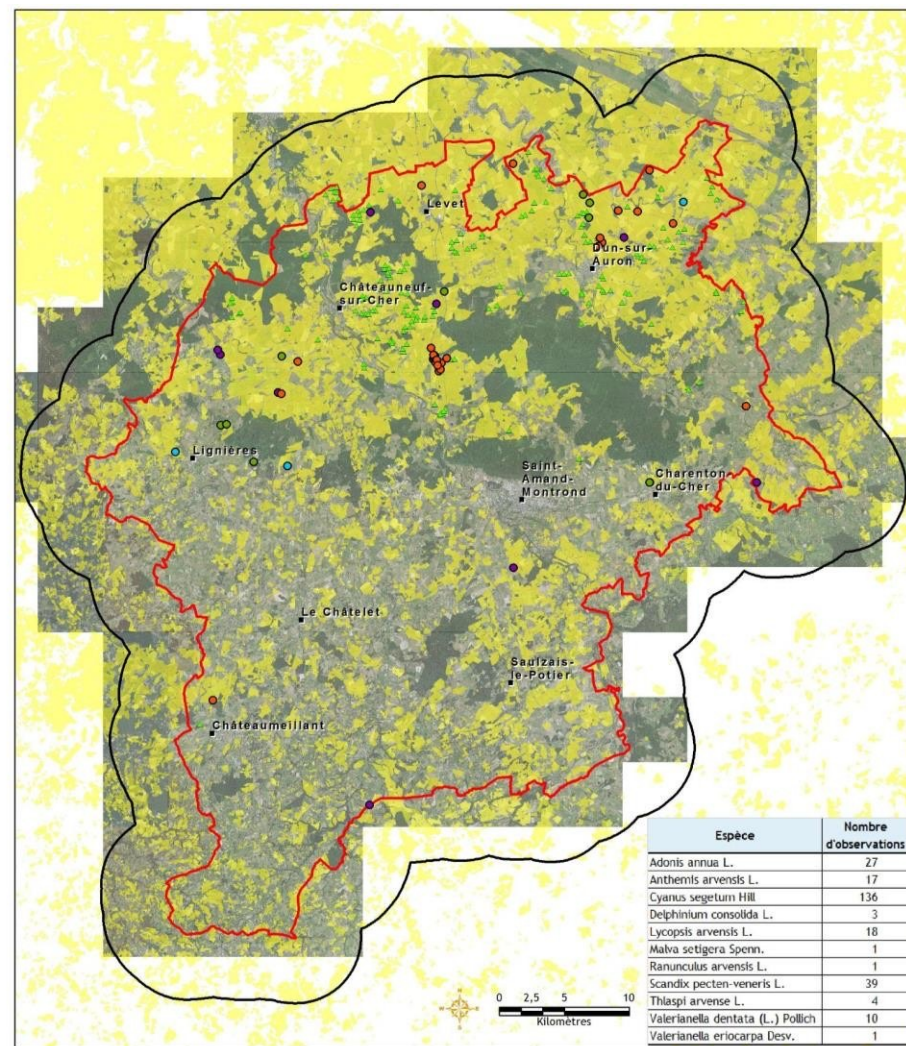 Levet
Dun-sur-
Auron
Châteauneuf-
sur-Cher
Lignières
Saint-
Amand-
Montrond
Charenton
du-Cher
Le Châtelet
Saulzais-
le-Potier
Châteaumeillant
0 2,5 5 10
Kilomètres
Espèce Nombre
d'observations
Adonis annua L. 27
Anthemis arvensis L. 17
Cyanus segetum Hill 136
Delphinium consolida L. 3
Lycopsis arvensis L. 18
Malva setigera Spenn. 1
Ranunculus arvensis L. 1
Scandix pecten-veneris L. 39
Thlaspi arvense L. 4
Valerianella dentata (L.) Pollich 10
Valerianella eriocarpa Desv. 1